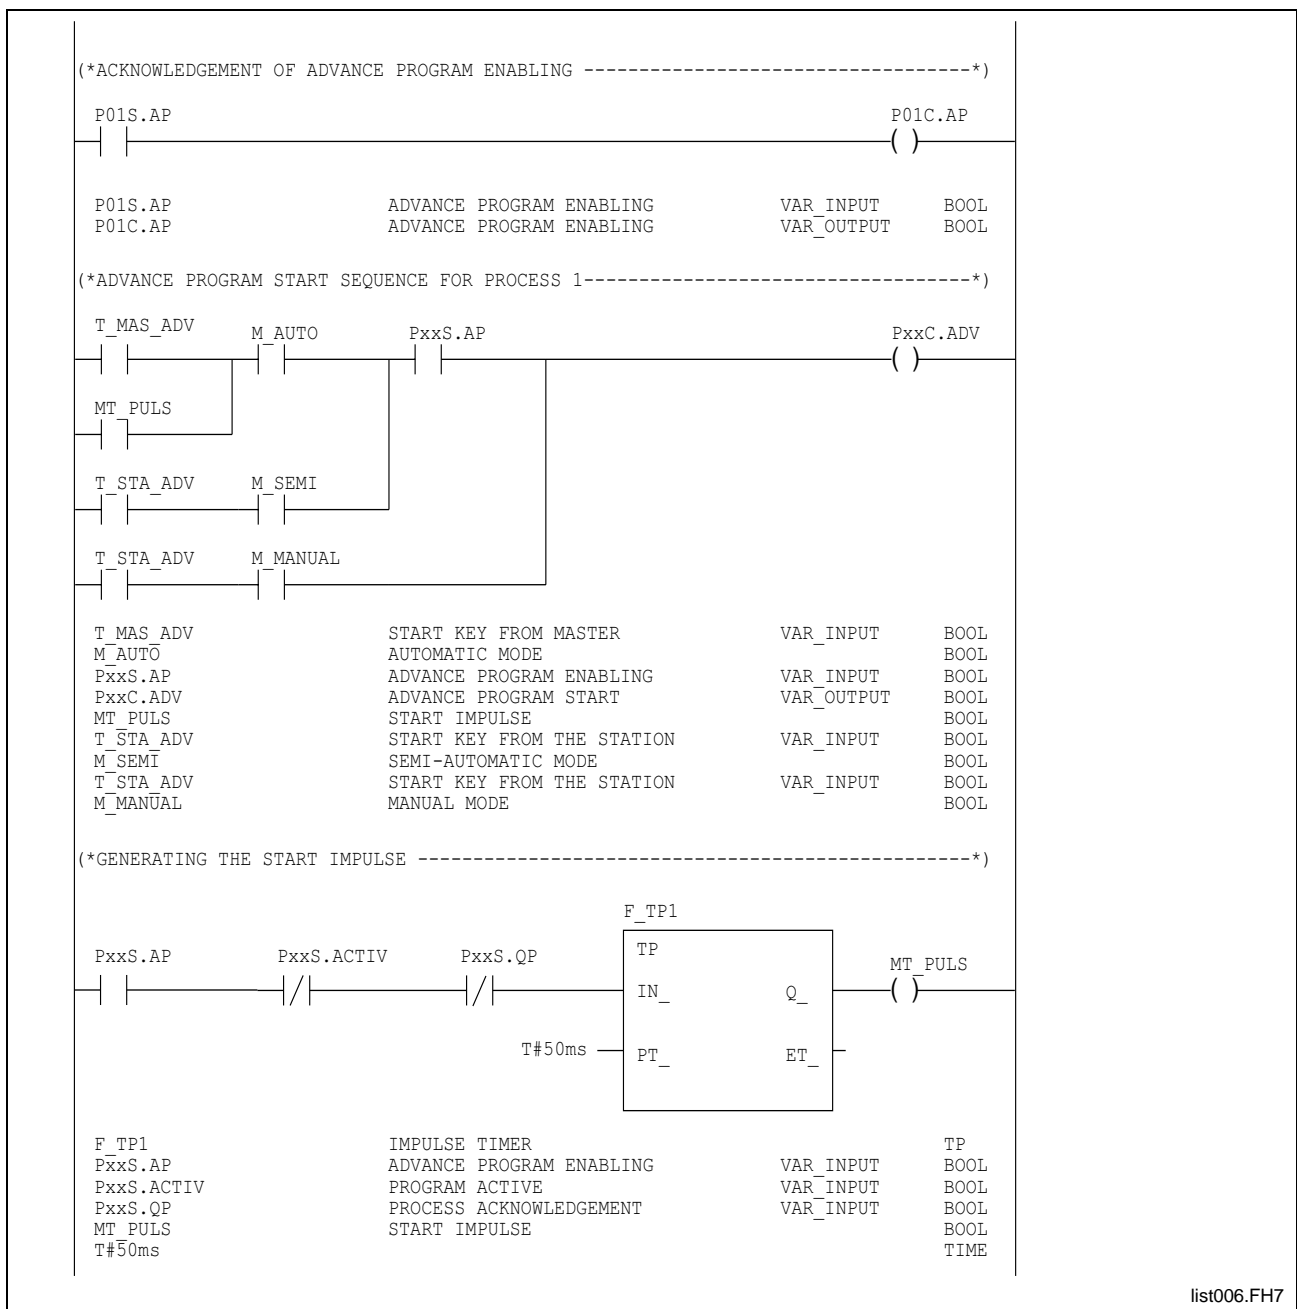 (*ACKNOWLEDGEMENT OF ADVANCE PROGRAM ENABLING -----------------------------------*)
P01S.AP P01C.AP
( )
P01S.AP ADVANCE PROGRAM ENABLING VAR_INPUT BOOL
P01C.AP ADVANCE PROGRAM ENABLING VAR_OUTPUT BOOL
(*ADVANCE PROGRAM START SEQUENCE FOR PROCESS 1-----------------------------------*)
T_MAS_ADV M_AUTO PxxS.AP PxxC.ADV
( )
MT_PULS
T_STA_ADV M_SEMI
T_STA_ADV M_MANUAL
T_MAS_ADV START KEY FROM MASTER VAR_INPUT BOOL
M_AUTO AUTOMATIC MODE BOOL
PxxS.AP ADVANCE PROGRAM ENABLING VAR_INPUT BOOL
PxxC.ADV ADVANCE PROGRAM START VAR_OUTPUT BOOL
MT_PULS START IMPULSE BOOL
T_STA_ADV START KEY FROM THE STATION VAR_INPUT BOOL
M_SEMI SEMI-AUTOMATIC MODE BOOL
T_STA_ADV START KEY FROM THE STATION VAR_INPUT BOOL
M_MANUAL MANUAL MODE BOOL
(*GENERATING THE START IMPULSE --------------------------------------------------*)
F_TP1
PxxS.AP PxxS.ACTIV PxxS.QP TP MT_PULS
IN_ Q_ ( )
T#50ms PT_ ET_
F_TP1 IMPULSE TIMER TP
PxxS.AP ADVANCE PROGRAM ENABLING VAR_INPUT BOOL
PxxS.ACTIV PROGRAM ACTIVE VAR_INPUT BOOL
PxxS.QP PROCESS ACKNOWLEDGEMENT VAR_INPUT BOOL
MT_PULS START IMPULSE BOOL
T#50ms TIME
list006.FH7